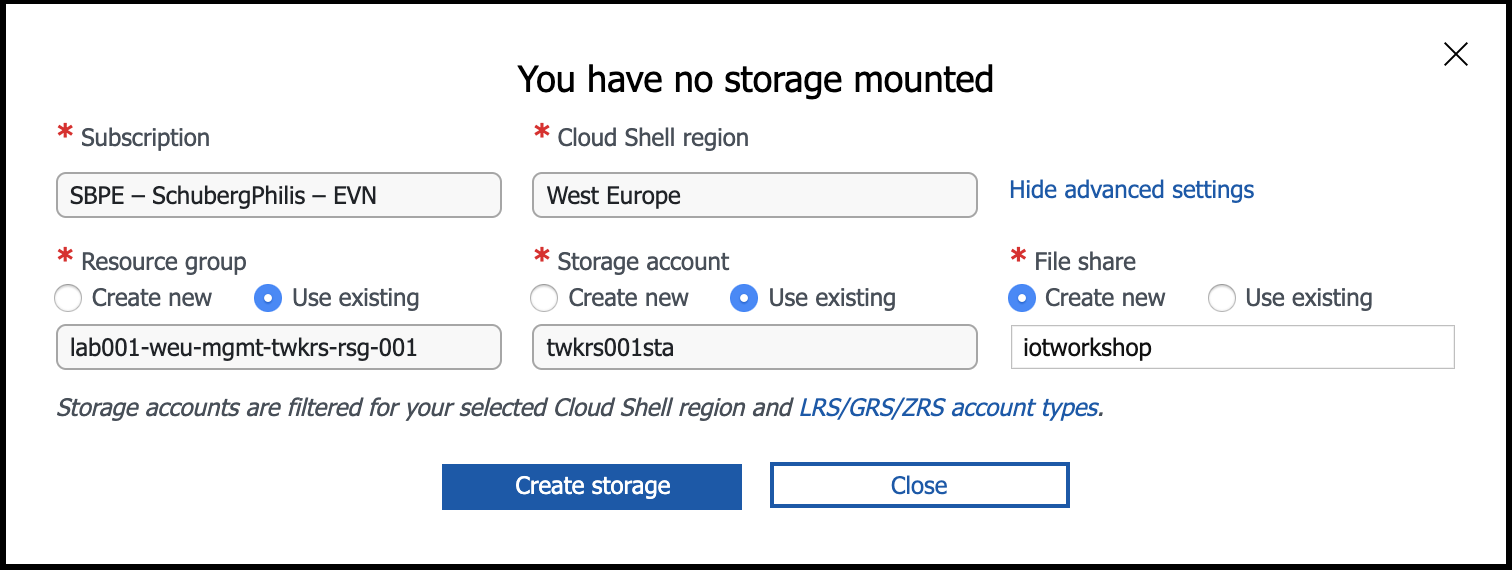 You have no storage mounted
* Subscription * Cloud Shell region
SBPE – SchubergPhilis – EVN West Europe Hide advanced settings
* Resource group * Storage account * File share
Create new Use existing Create new Use existing Create new Use existing
lab001-weu-mgmt-twkrs-rsg-001 twkrs001sta iotworkshop
Storage accounts are filtered for your selected Cloud Shell region and LRS/GRS/ZRS account types.
Create storage Close